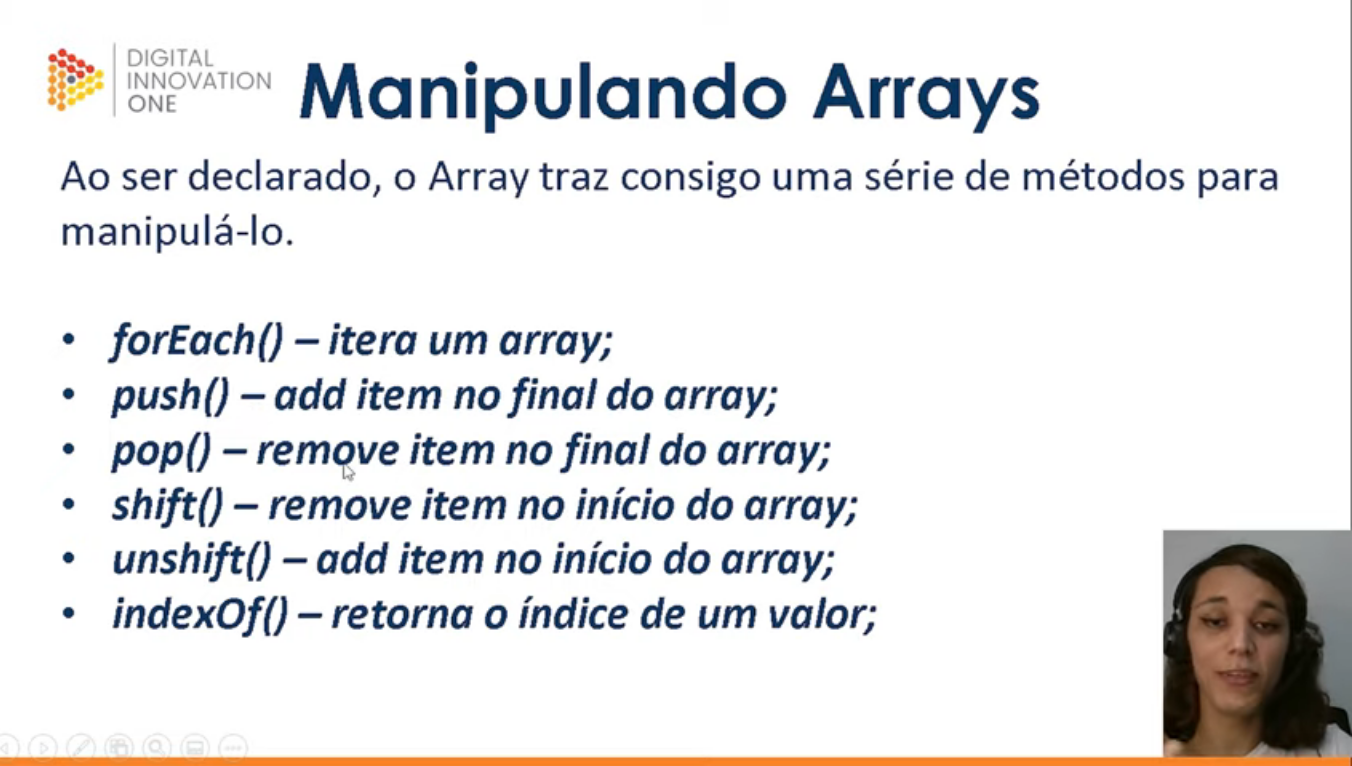 DIGITAL
INNOVATION
ONE
Manipulando Arrays
Ao ser declarado, o Array traz consigo uma série de métodos para
manipulá-lo.
• forEach() – itera um array;
• push() – add item no final do array;
• pop() – remove item no final do array;
• shift() – remove item no início do array;
• unshift() – add item no início do array;
• indexOf() – retorna o índice de um valor;